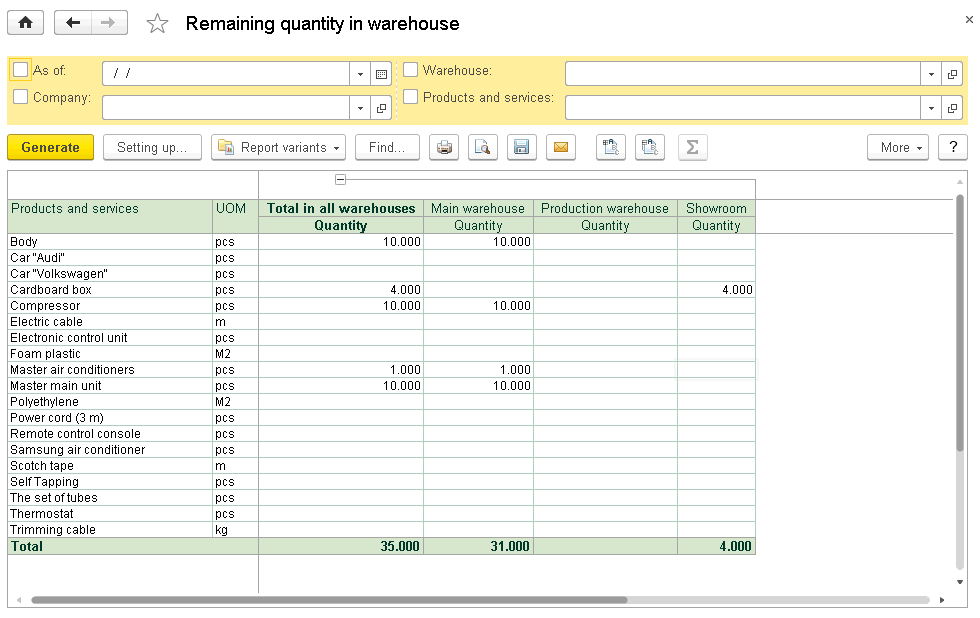 Remaining quantity in warehouse
As of: / / Warehouse:
Company: Products and services:
Generate Setting up... Report variants Find... Σ More ?
Products and services UOM Total in all warehouses Main warehouse Production warehouse Showroom
Quantity Quantity Quantity Quantity
Body pcs 10.000 10.000
Car "Audi" pcs
Car "Volkswagen" pcs
Cardboard box pcs 4.000 4.000
Compressor pcs 10.000 10.000
Electric cable m
Electronic control unit pcs
Foam plastic M2
Master air conditioners pcs 1.000 1.000
Master main unit pcs 10.000 10.000
Polyethylene M2
Power cord (3 m) pcs
Remote control console pcs
Samsung air conditioner pcs
Scotch tape m
Self Tapping pcs
The set of tubes pcs
Thermostat pcs
Trimming cable kg
Total 35.000 31.000 4.000